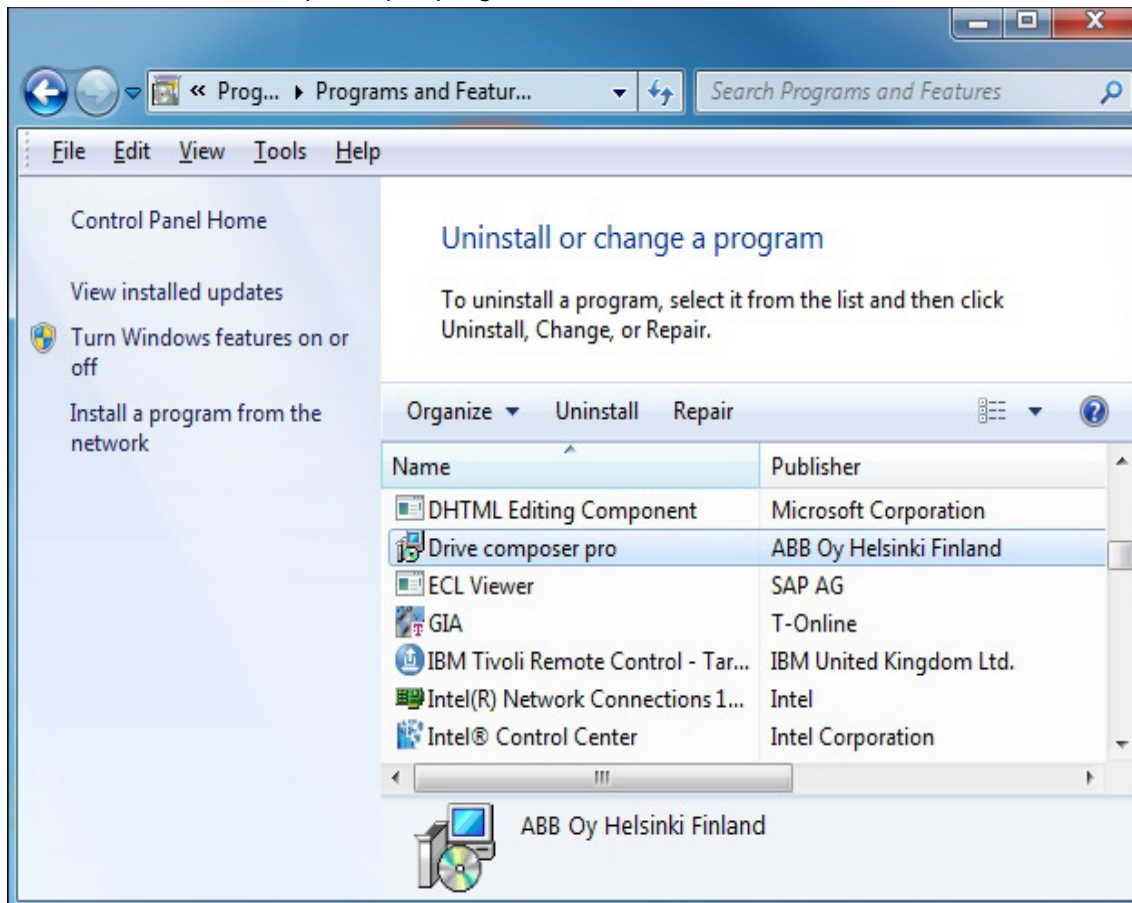 « Prog... Programs and Featur... Search Programs and Features
File Edit View Tools Help
Control Panel Home
View installed updates
Turn Windows features on or
off
Install a program from the
network
Uninstall or change a program
To uninstall a program, select it from the list and then click
Uninstall, Change, or Repair.
Organize Uninstall Repair
Name Publisher
DHTML Editing Component Microsoft Corporation
Drive composer pro ABB Oy Helsinki Finland
ECL Viewer SAP AG
GIA T-Online
IBM Tivoli Remote Control - Tar... IBM United Kingdom Ltd.
Intel(R) Network Connections 1... Intel
Intel® Control Center Intel Corporation
ABB Oy Helsinki Finland